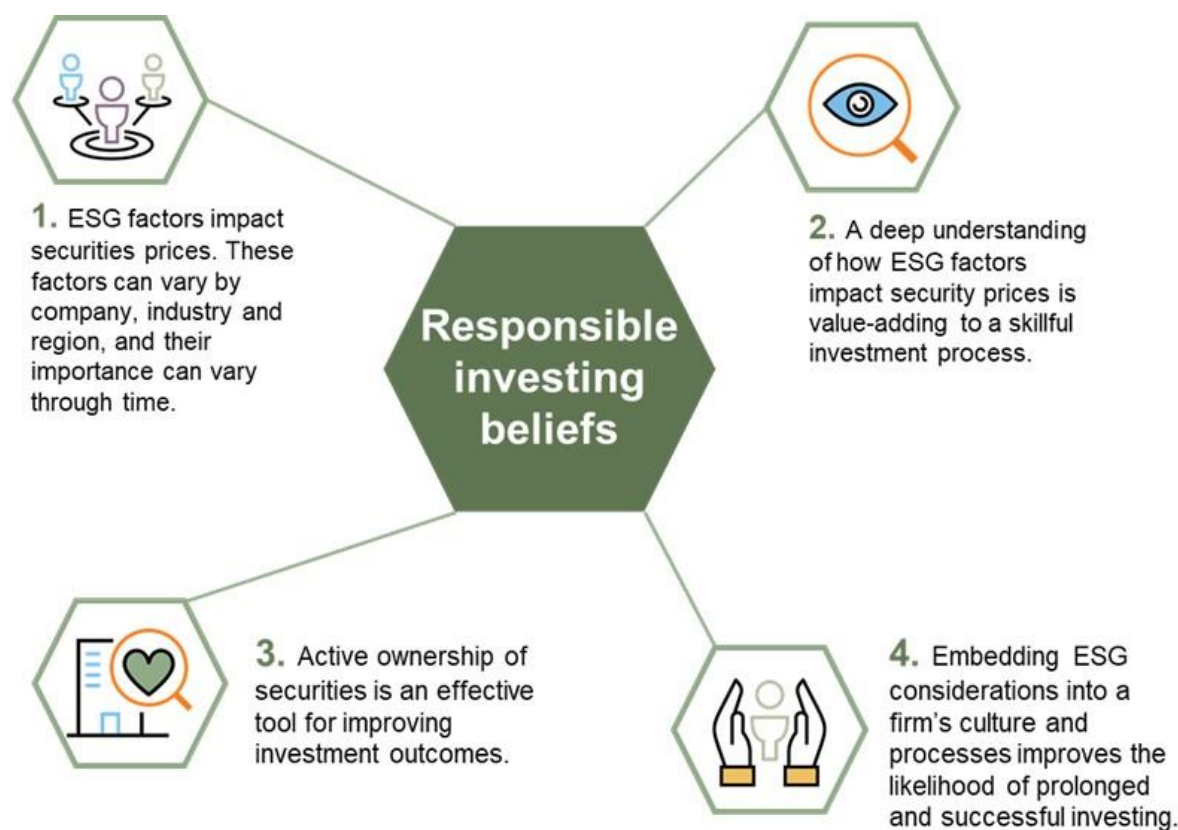 1. ESG factors impact
securities prices. These
factors can vary by
company, industry and
region, and their
importance can vary
through time.
2. A deep understanding
of how ESG factors
impact security prices is
value-adding to a skillful
investment process.
Responsible
investing
beliefs
3. Active ownership of
securities is an effective
tool for improving
investment outcomes.
4. Embedding ESG
considerations into a
firm's culture and
processes improves the
likelihood of prolonged
and successful investing.